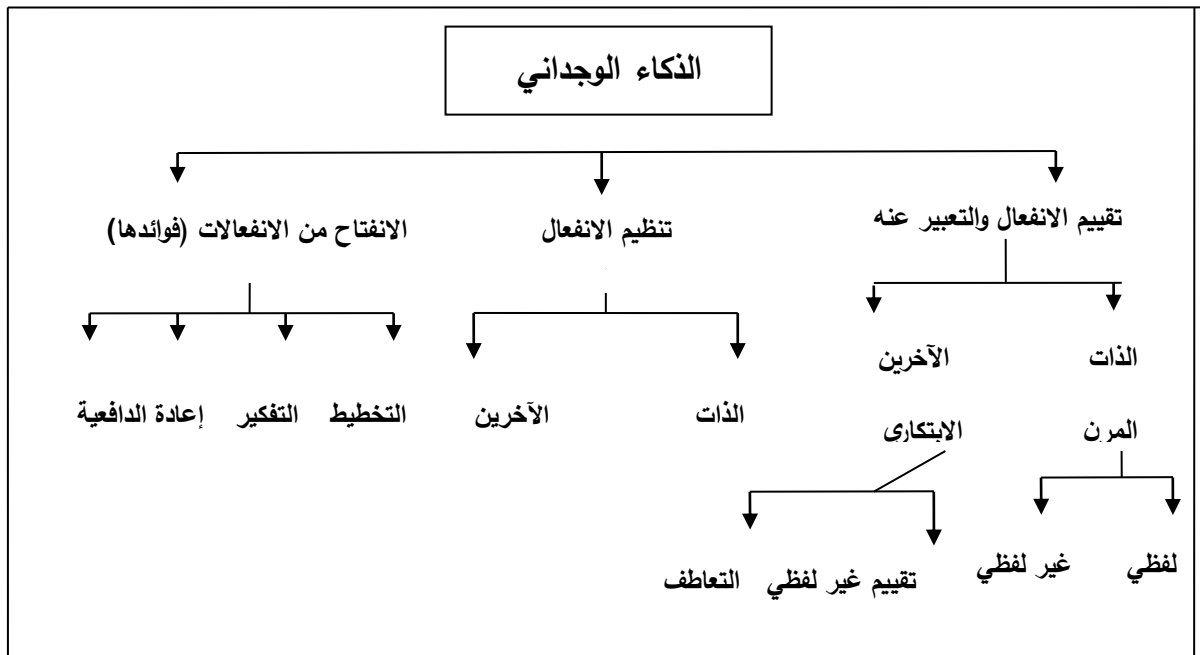 الذكاء الوجداني
تقييم الانفعال والتعبير عنه
تنظيم الانفعال
الانفتاح من الانفعالات (فوائدها)
الذات
الآخرين
الذات
الآخرين
التخطيط
التفكير
إعادة الدافعية
المرن
الابتكاري
لفظي
غير لفظي
تقييم غير لفظي
التعاطف